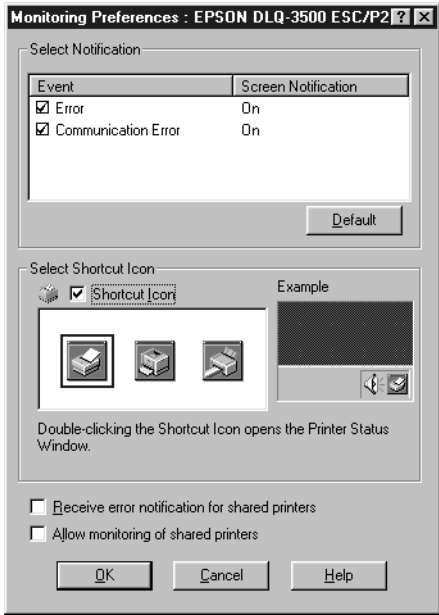 Monitoring Preferences : EPSON DLQ-3500 ESC/P2 ? X
Select Notification
Event Screen Notification
Error On
Communication Error On
Default
Select Shortcut Icon
Shortcut Icon
Example
Double-clicking the Shortcut Icon opens the Printer Status
Window.
Receive error notification for shared printers
Allow monitoring of shared printers
OK Cancel Help